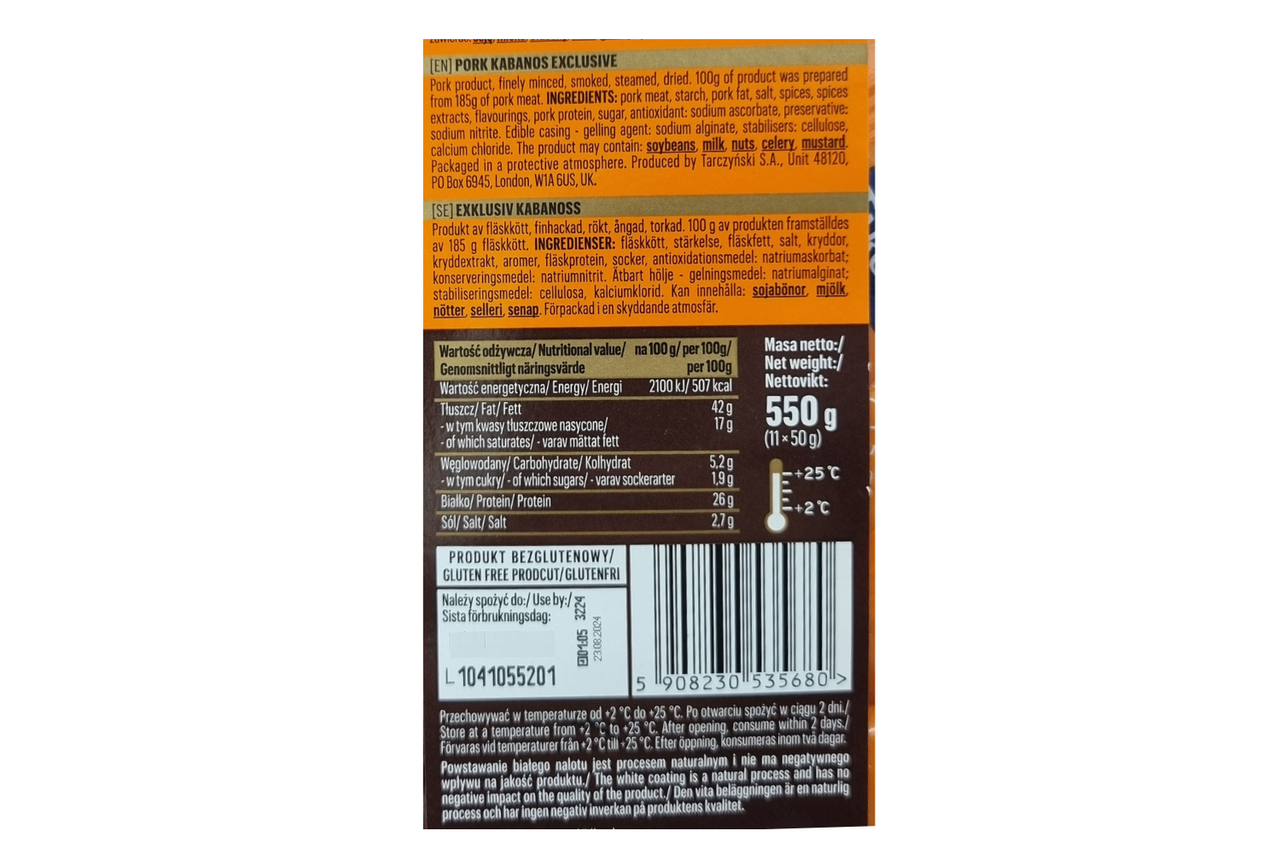 [EN] PORK KABANOS EXCLUSIVE
Pork product, finely minced, smoked, steamed, dried. 100g of product was prepared
from 185g of pork meat. INGREDIENTS: pork meat, starch, pork fat, salt, spices, spices
extracts, flavourings, pork protein, sugar, antioxidant: sodium ascorbate, preservative:
sodium nitrite. Edible casing - gelling agent: sodium alginate, stabilisers: cellulose,
calcium chloride. The product may contain: soybeans, milk, nuts, celery, mustard.
Packaged in a protective atmosphere. Produced by Tarczyński S.A., Unit 48120,
PO Box 6945, London, W1A 6US, UK.
[SE] EXKLUSIV KABANOSS
Produkt av fläskkött, finhackad, rökt, ångad, torkad. 100 g av produkten framställdes
av 185 g fläskkött. INGREDIENSER: fläskkött, stärkelse, fläskfett, salt, kryddor,
kryddextrakt, aromer, fläskprotein, socker, antioxidationsmedel: natriumaskorbat;
konserveringsmedel: natriumnitrit. Ätbart hölje - gelningsmedel: natriumalginat;
stabiliseringsmedel: cellulosa, kalciumklorid. Kan innehålla: sojabönor, mjölk,
nötter, selleri, senap. Förpackad i en skyddande atmosfär.
Wartość odżywcza/ Nutritional value/ na 100 g/ per 100g/
Genomsnittligt näringsvärde per 100g
Wartość energetyczna/ Energy/ Energi 2100 kJ/ 507 kcal
Tłuszcz/ Fat/ Fett 42 g
- w tym kwasy tłuszczowe nasycone/ 17 g
- of which saturates/ - varav mättat fett
Węglowodany/ Carbohydrate/ Kolhydrat 5,2 g
- w tym cukry/ - of which sugars/ - varav sockerarter 1,9 g
Białko/ Protein/ Protein 26 g
Sól/ Salt/ Salt 2,7 g
Masa netto:/
Net weight:/
Nettovikt:
550 g
(11 × 50 g)
+25 °C
+2 °C
PRODUKT BEZGLUTENOWY/
GLUTEN FREE PRODCUT/GLUTENFRI
Należy spożyć do:/ Use by:/
Sista förbrukningsdag:
01:05 3224
23.08.2024
L 1041055201
5 908230 535680 >
Przechowywać w temperaturze od +2 °C do +25 °C. Po otwarciu spożyć w ciągu 2 dni./
Store at a temperature from +2 °C to +25 °C. After opening, consume within 2 days./
Förvaras vid temperaturer från +2 °C till +25 °C. Efter öppning, konsumeras inom två dagar.
Powstawanie białego nalotu jest procesem naturalnym i nie ma negatywnego
wpływu na jakość produktu./ The white coating is a natural process and has no
negative impact on the quality of the product./ Den vita beläggningen är en naturlig
process och har ingen negativ inverkan på produktens kvalitet.